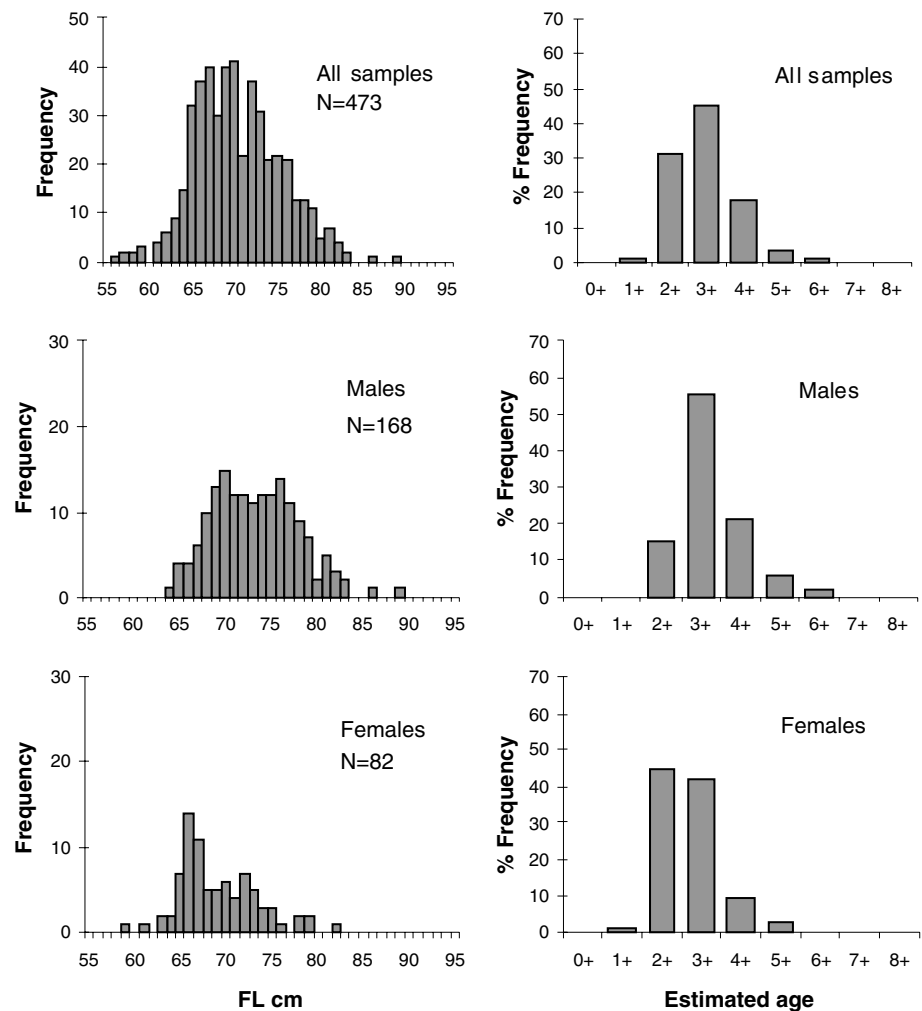 50
40
30
20
10
0
Frequency
All samples
N=473
55 60 65 70 75 80 85 90 95
70
60
50
40
30
20
10
0
% Frequency
All samples
0+ 1+ 2+ 3+ 4+ 5+ 6+ 7+ 8+
30
20
10
0
Frequency
Males
N=168
55 60 65 70 75 80 85 90 95
70
60
50
40
30
20
10
0
% Frequency
Males
0+ 1+ 2+ 3+ 4+ 5+ 6+ 7+ 8+
30
20
10
0
Frequency
Females
N=82
55 60 65 70 75 80 85 90 95
FL cm
70
60
50
40
30
20
10
0
% Frequency
Females
0+ 1+ 2+ 3+ 4+ 5+ 6+ 7+ 8+
Estimated age